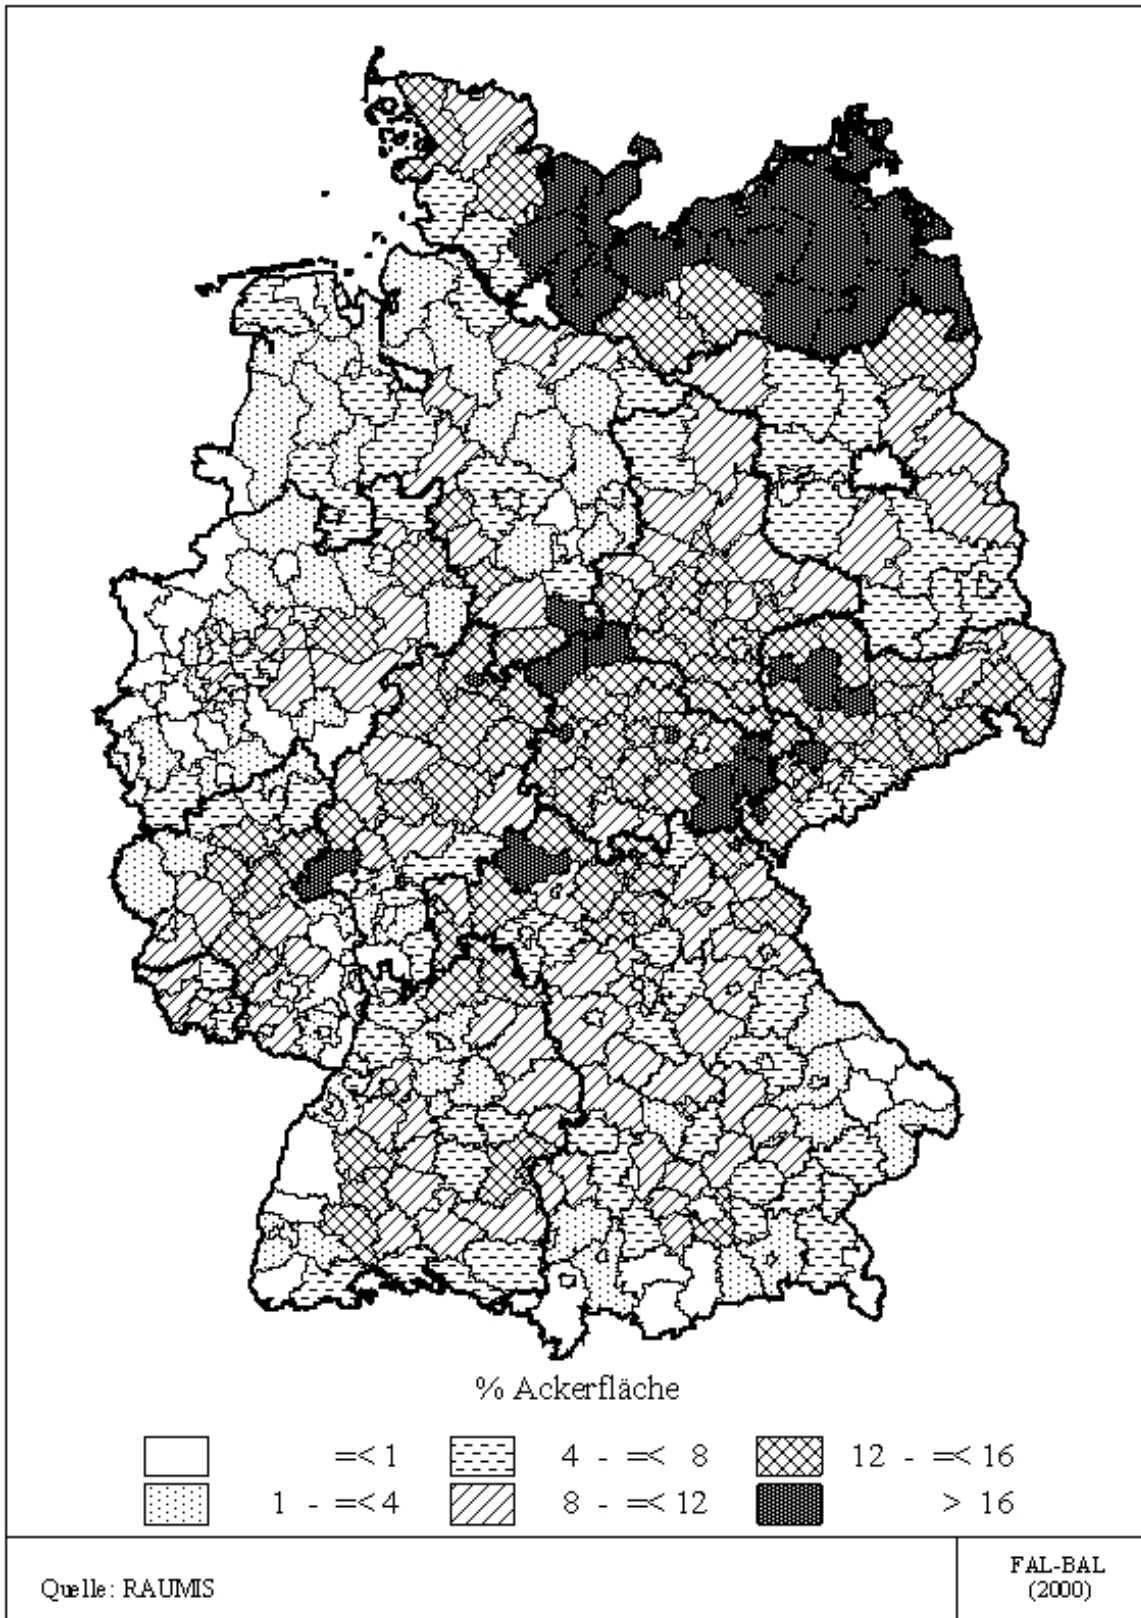 % Ackerfläche
=< 1
4 - =< 8
12 - =< 16
1 - =< 4
8 - =< 12
> 16
Quelle: RAUMIS
FAL-BAL
(2000)